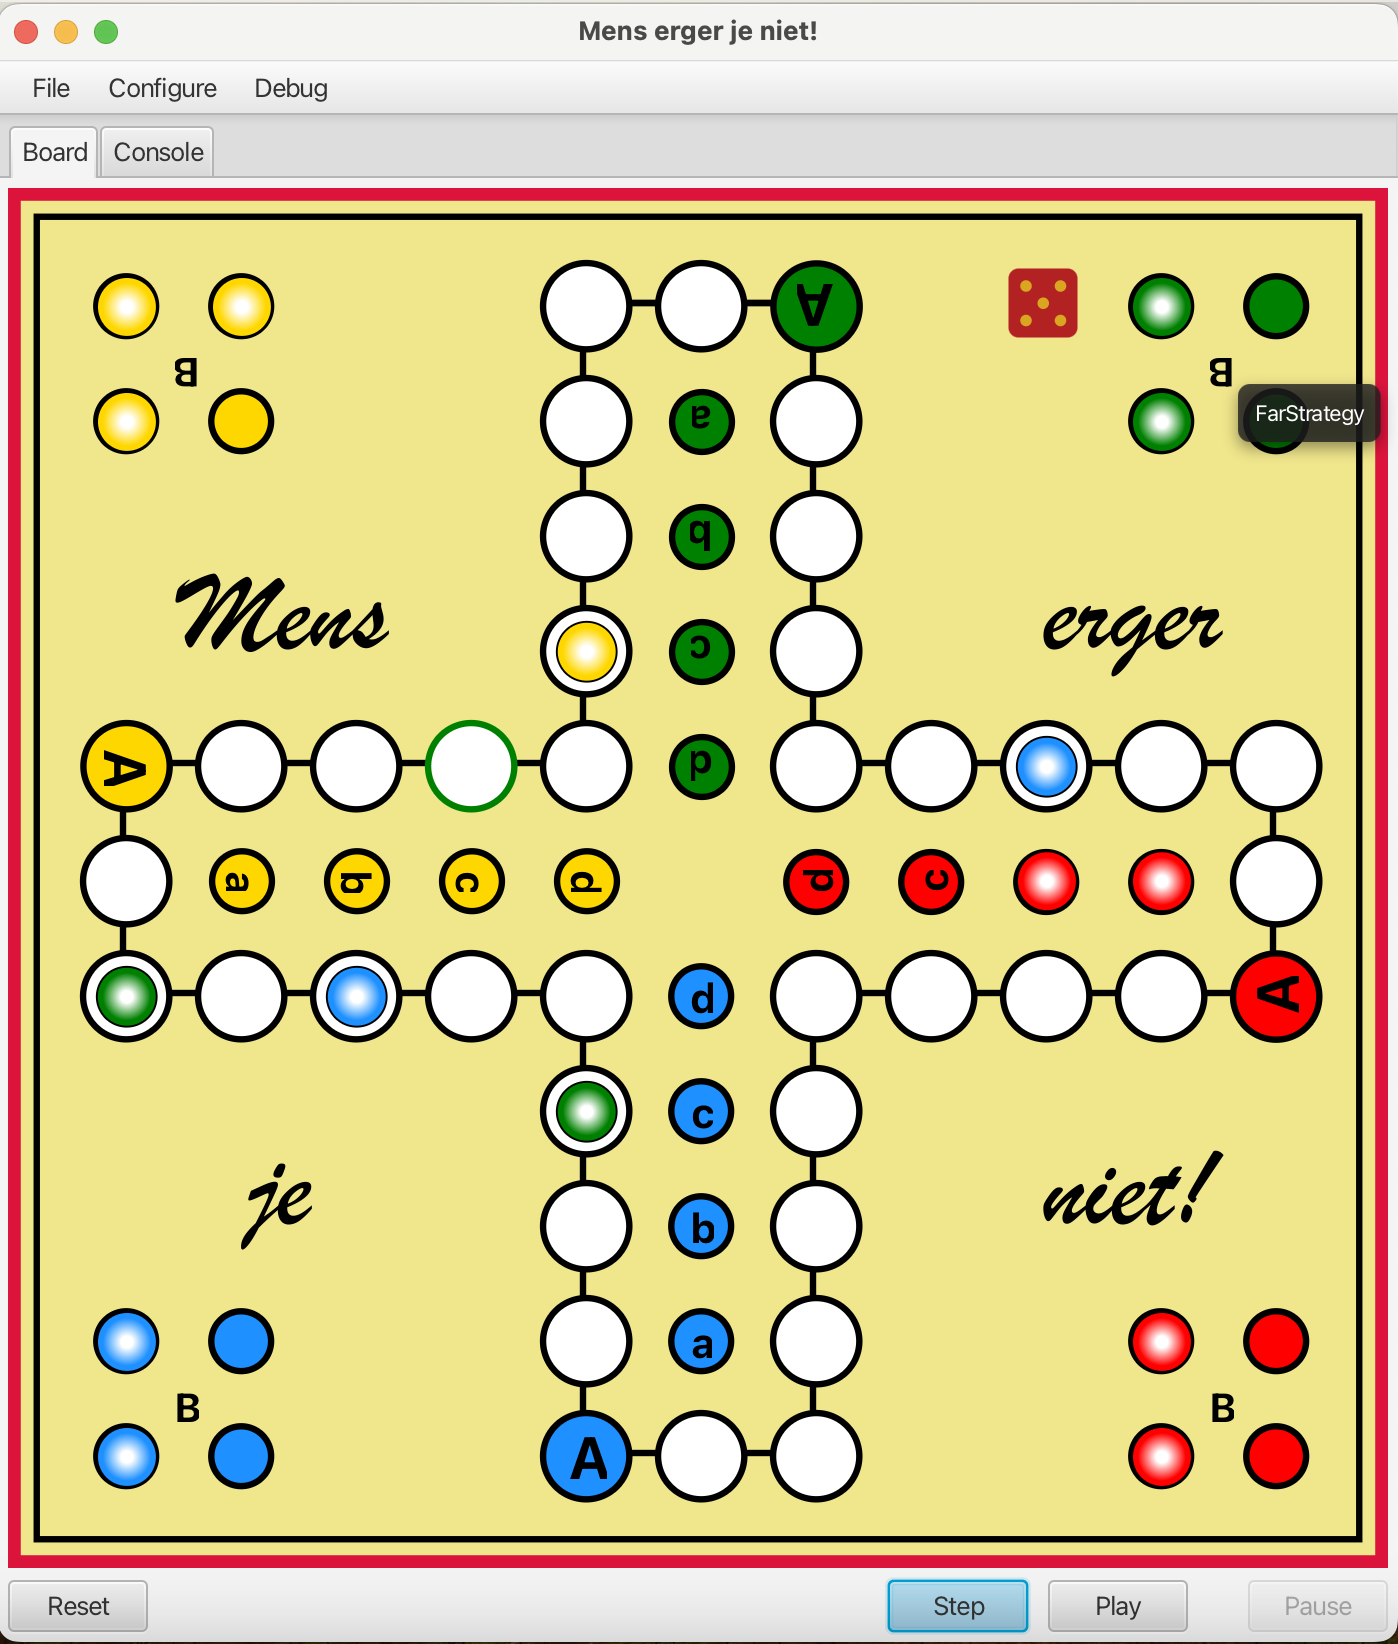 Mens erger je niet!
File Configure Debug
Board Console
A
B B
a
FarStrategy
b
Mens erger
c
A d
a b c d d c
d A
c
je niet!
b
a
B B
A
Reset Step Play Pause